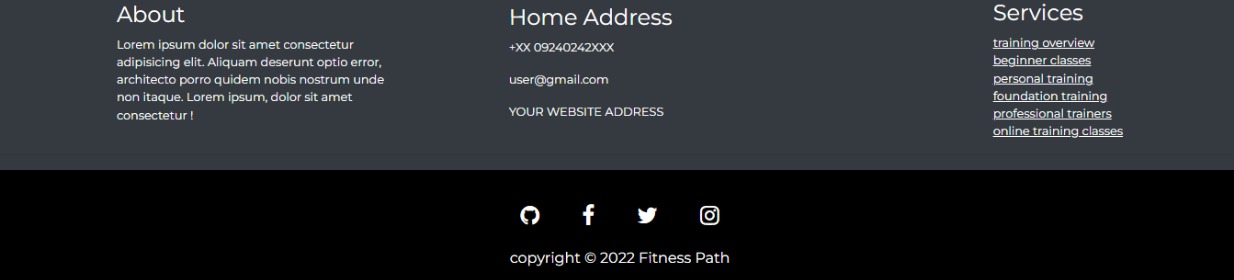 About
Lorem ipsum dolor sit amet consectetur
adipisicing elit. Aliquam deserunt optio error,
architecto porro quidem nobis nostrum unde
non itaque. Lorem ipsum, dolor sit amet
consectetur !
Home Address
+XX 09240242XXX
user@gmail.com
YOUR WEBSITE ADDRESS
Services
training overview
beginner classes
personal training
foundation training
professional trainers
online training classes
copyright © 2022 Fitness Path